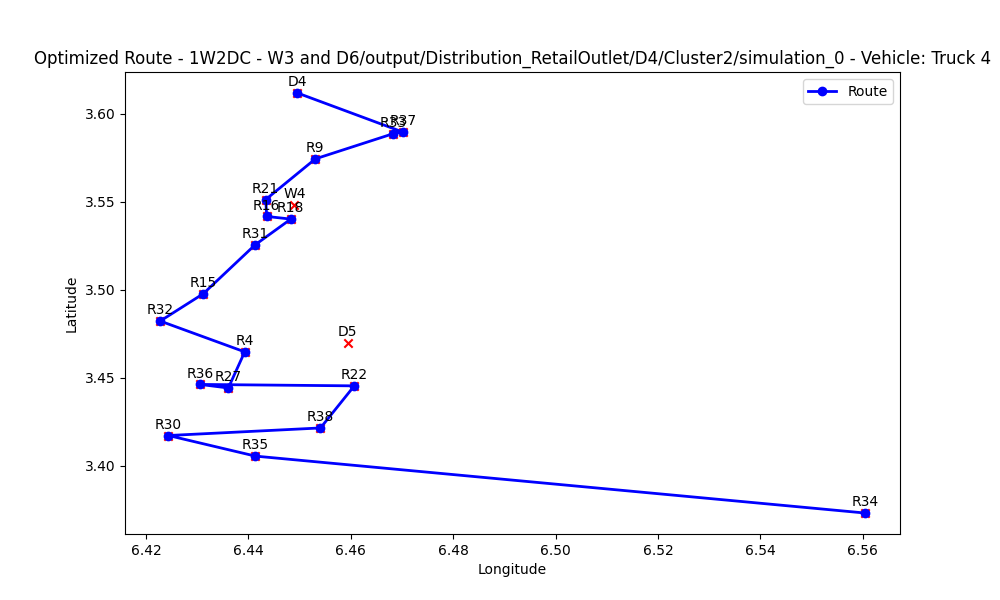 Optimized Route - 1W2DC - W3 and D6/output/Distribution_RetailOutlet/D4/Cluster2/simulation_0 - Vehicle: Truck 4
Route
D4
R33
R37
R9
R21
W4
R16
R18
R31
R15
R32
D5
R4
R36
R27
R22
R38
R30
R35
R34
3.60
3.55
3.50
3.45
3.40
Latitude
6.42 6.44 6.46 6.48 6.50 6.52 6.54 6.56
Longitude